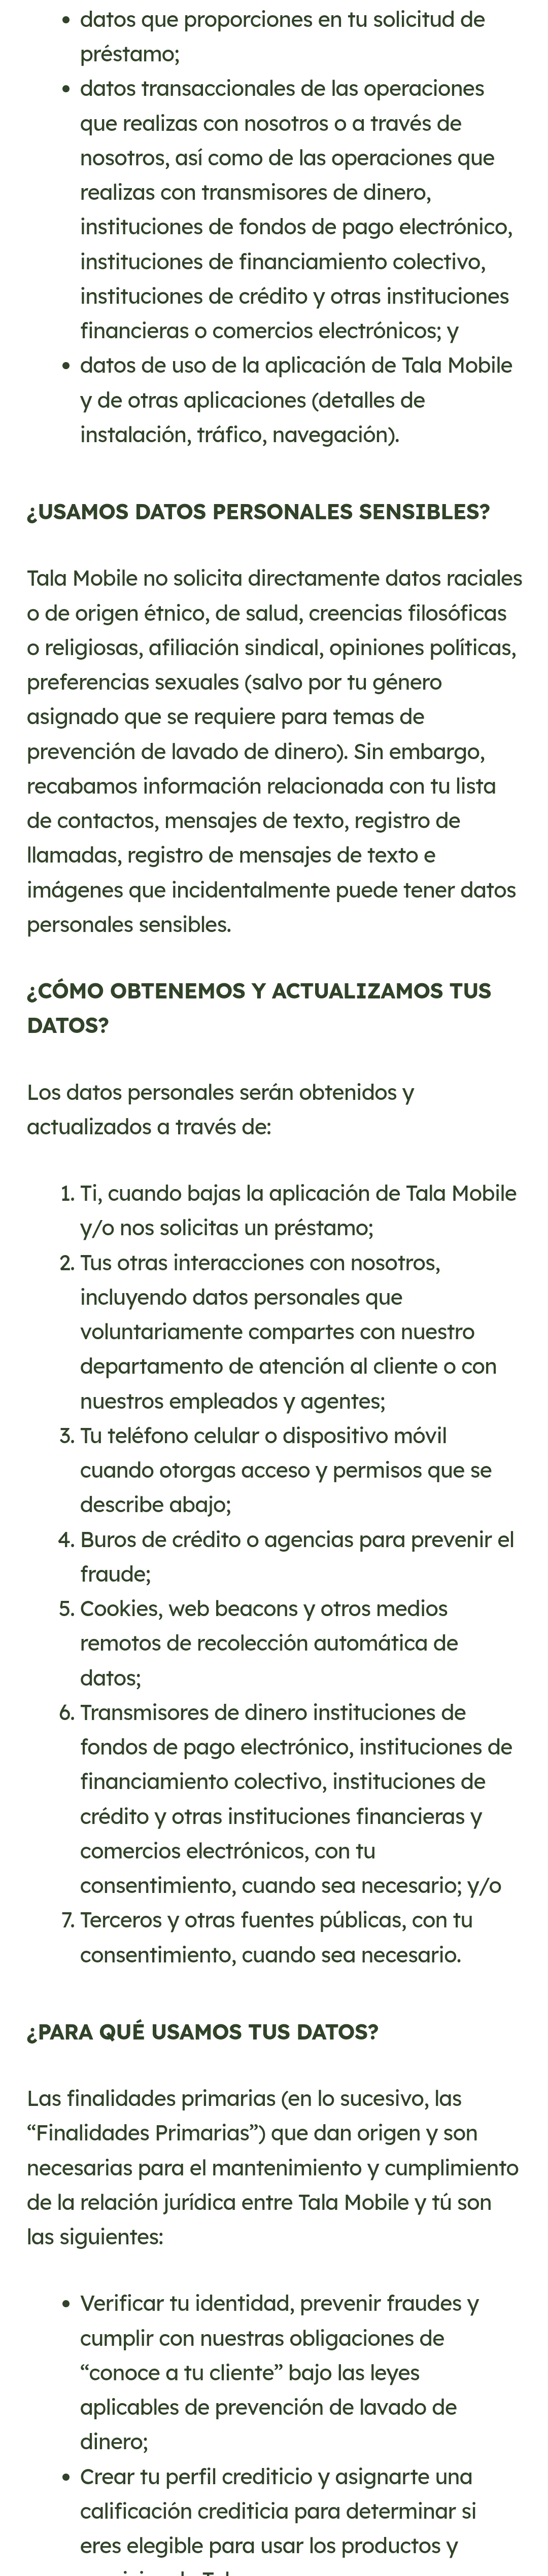 • datos que proporciones en tu solicitud de
préstamo;
• datos transaccionales de las operaciones
que realizas con nosotros o a través de
nosotros, así como de las operaciones que
realizas con transmisores de dinero,
instituciones de fondos de pago electrónico,
instituciones de financiamiento colectivo,
instituciones de crédito y otras instituciones
financieras o comercios electrónicos; y
• datos de uso de la aplicación de Tala Mobile
y de otras aplicaciones (detalles de
instalación, tráfico, navegación).
¿USAMOS DATOS PERSONALES SENSIBLES?
Tala Mobile no solicita directamente datos raciales
o de origen étnico, de salud, creencias filosóficas
o religiosas, afiliación sindical, opiniones políticas,
preferencias sexuales (salvo por tu género
asignado que se requiere para temas de
prevención de lavado de dinero). Sin embargo,
recabamos información relacionada con tu lista
de contactos, mensajes de texto, registro de
llamadas, registro de mensajes de texto e
imágenes que incidentalmente puede tener datos
personales sensibles.
¿CÓMO OBTENEMOS Y ACTUALIZAMOS TUS
DATOS?
Los datos personales serán obtenidos y
actualizados a través de:
1. Ti, cuando bajas la aplicación de Tala Mobile
y/o nos solicitas un préstamo;
2. Tus otras interacciones con nosotros,
incluyendo datos personales que
voluntariamente compartes con nuestro
departamento de atención al cliente o con
nuestros empleados y agentes;
3. Tu teléfono celular o dispositivo móvil
cuando otorgas acceso y permisos que se
describe abajo;
4. Buros de crédito o agencias para prevenir el
fraude;
5. Cookies, web beacons y otros medios
remotos de recolección automática de
datos;
6. Transmisores de dinero instituciones de
fondos de pago electrónico, instituciones de
financiamiento colectivo, instituciones de
crédito y otras instituciones financieras y
comercios electrónicos, con tu
consentimiento, cuando sea necesario; y/o
7. Terceros y otras fuentes públicas, con tu
consentimiento, cuando sea necesario.
¿PARA QUÉ USAMOS TUS DATOS?
Las finalidades primarias (en lo sucesivo, las
“Finalidades Primarias”) que dan origen y son
necesarias para el mantenimiento y cumplimiento
de la relación jurídica entre Tala Mobile y tú son
las siguientes:
• Verificar tu identidad, prevenir fraudes y
cumplir con nuestras obligaciones de
“conoce a tu cliente” bajo las leyes
aplicables de prevención de lavado de
dinero;
• Crear tu perfil crediticio y asignarte una
calificación crediticia para determinar si
eres elegible para usar los productos y